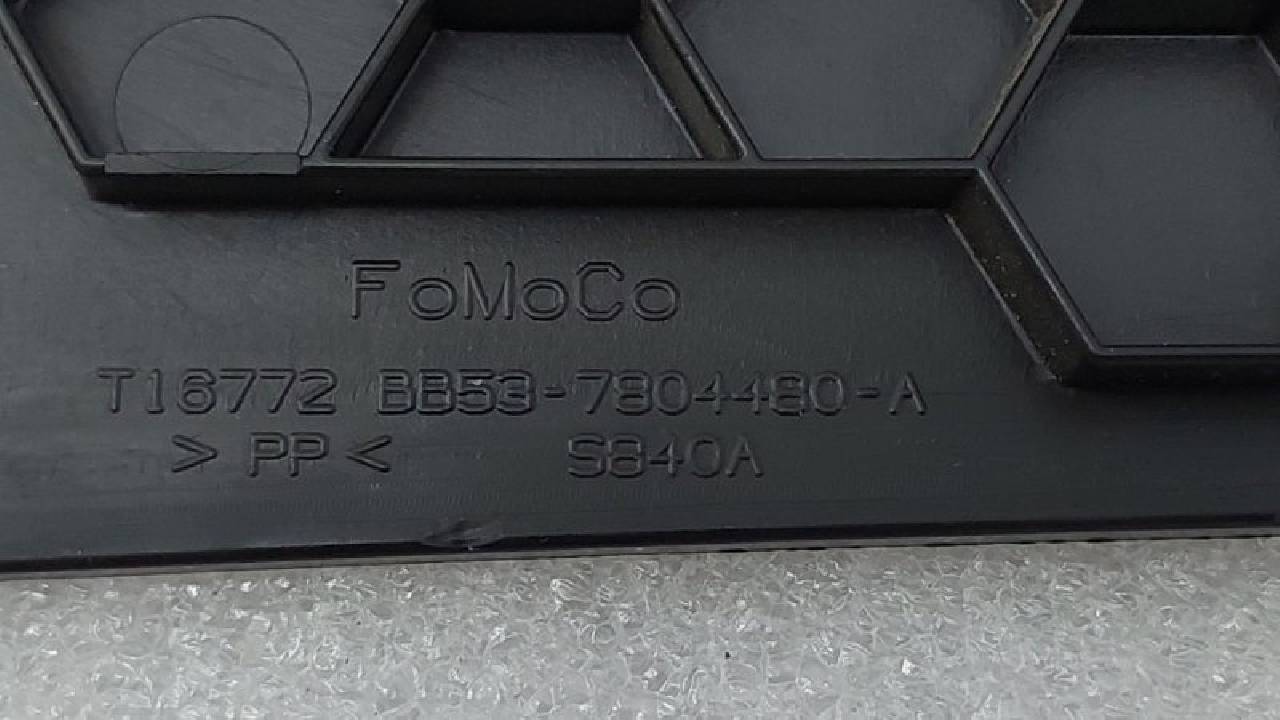 FoMoCo
T16772 BB53-7804480-A
> PP < S840A